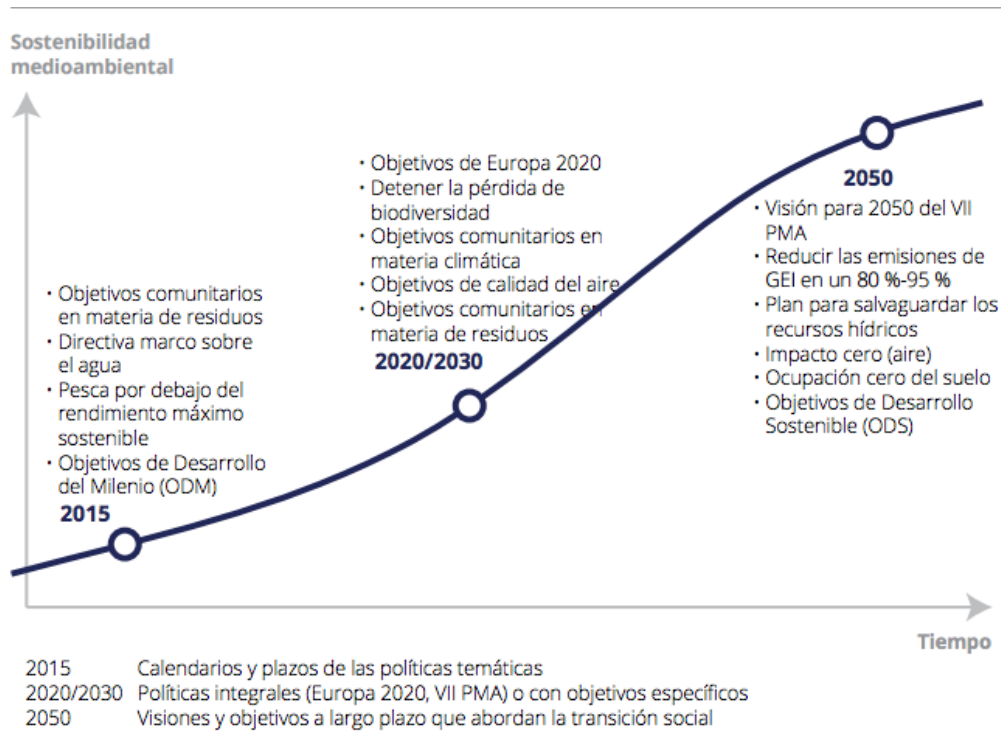 Sostenibilidad
medioambiental
· Objetivos comunitarios
en materia de residuos
· Directiva marco sobre
el agua
· Pesca por debajo del
rendimiento máximo
sostenible
· Objetivos de Desarrollo
del Milenio (ODM)
2015
· Objetivos de Europa 2020
· Detener la pérdida de
biodiversidad
· Objetivos comunitarios en
materia climática
· Objetivos de calidad del aire
· Objetivos comunitarios en
materia de residuos
2020/2030
2050
· Visión para 2050 del VII
PMA
· Reducir las emisiones de
GEI en un 80 %-95 %
· Plan para salvaguardar los
recursos hídricos
· Impacto cero (aire)
· Ocupación cero del suelo
· Objetivos de Desarrollo
Sostenible (ODS)
Tiempo
2015 Calendarios y plazos de las políticas temáticas
2020/2030 Políticas integrales (Europa 2020, VII PMA) o con objetivos específicos
2050 Visiones y objetivos a largo plazo que abordan la transición social